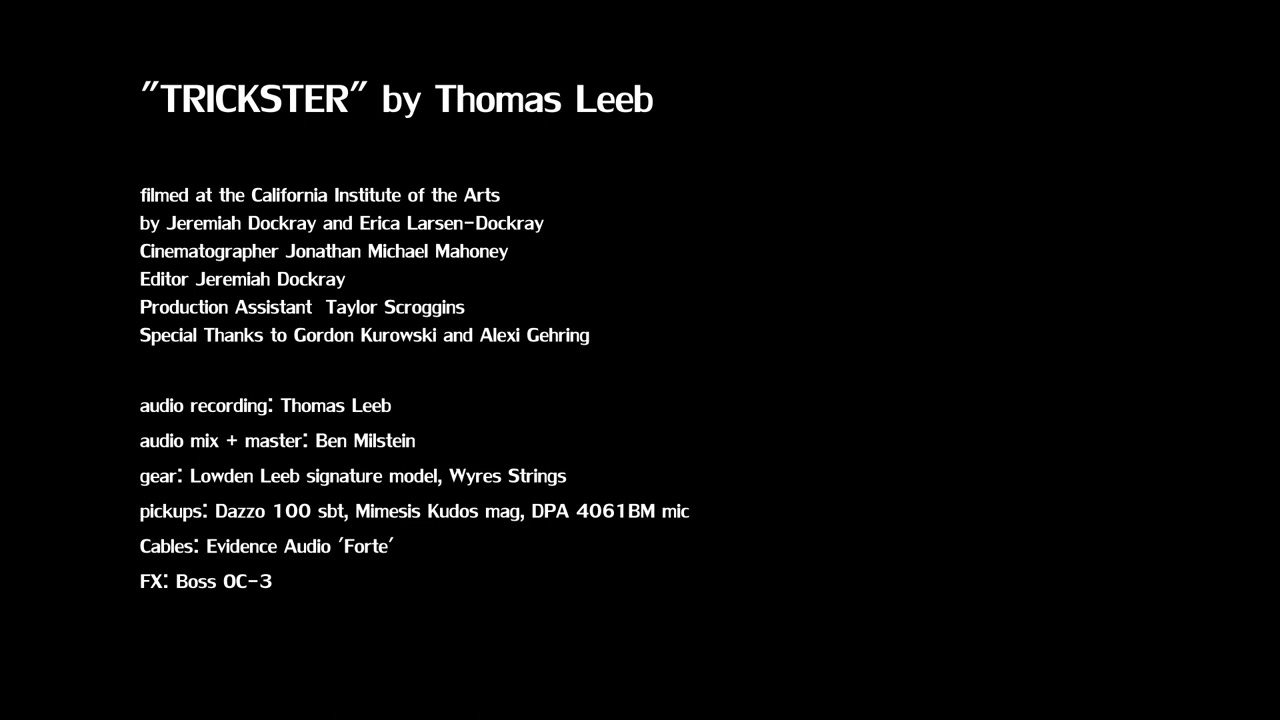 "TRICKSTER" by Thomas Leeb
filmed at the California Institute of the Arts
by Jeremiah Dockray and Erica Larsen-Dockray
Cinematographer Jonathan Michael Mahoney
Editor Jeremiah Dockray
Production Assistant  Taylor Scroggins
Special Thanks to Gordon Kurowski and Alexi Gehring
audio recording: Thomas Leeb
audio mix + master: Ben Milstein
gear: Lowden Leeb signature model, Wyres Strings
pickups: Dazzo 100 sbt, Mimesis Kudos mag, DPA 4061BM mic
Cables: Evidence Audio 'Forte'
FX: Boss OC-3